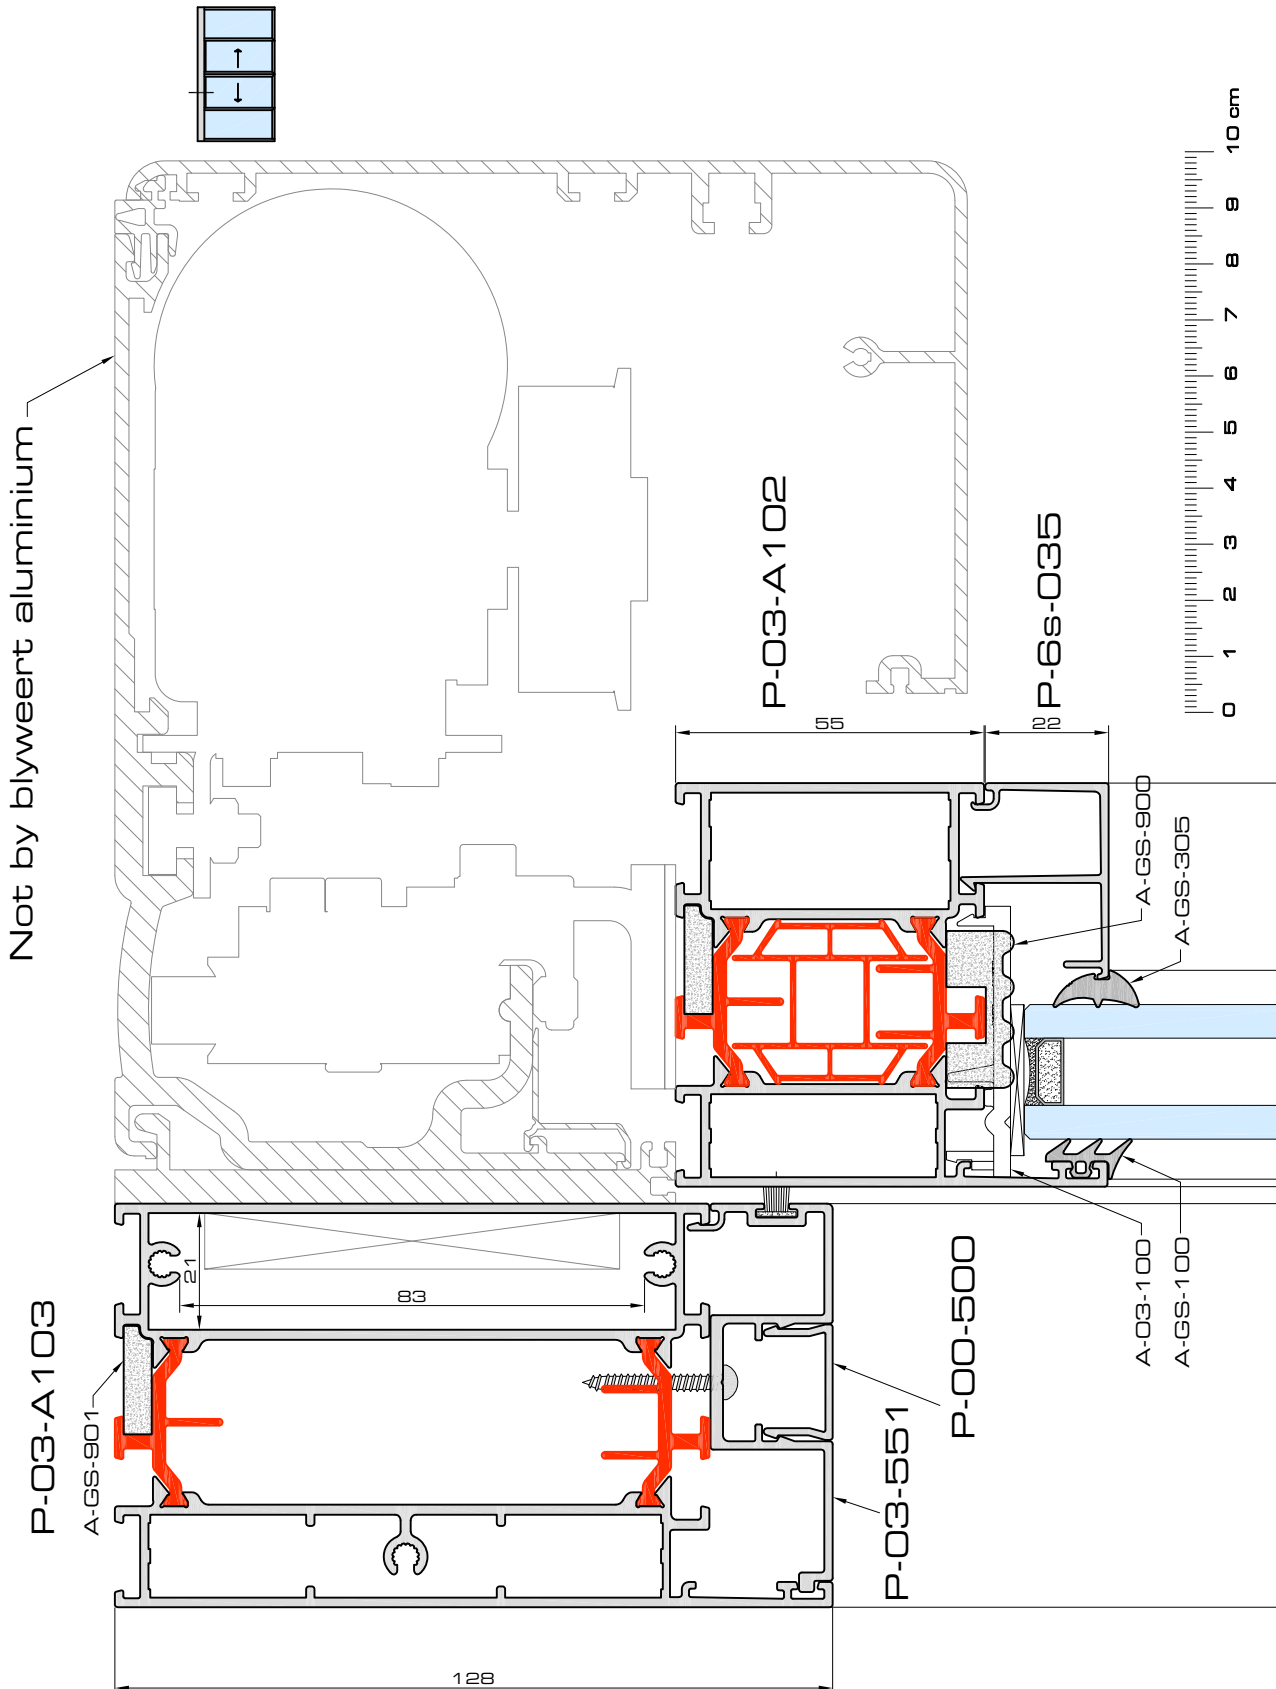 Not by blyweert aluminium
10 cm
9
8
7
6
5
4
3
2
1
0
P-03-A102
P-6s-035
55
22
A-GS-900
A-GS-305
P-03-A103
A-GS-901
21
83
P-00-500
P-03-551
A-03-100
A-GS-100
128